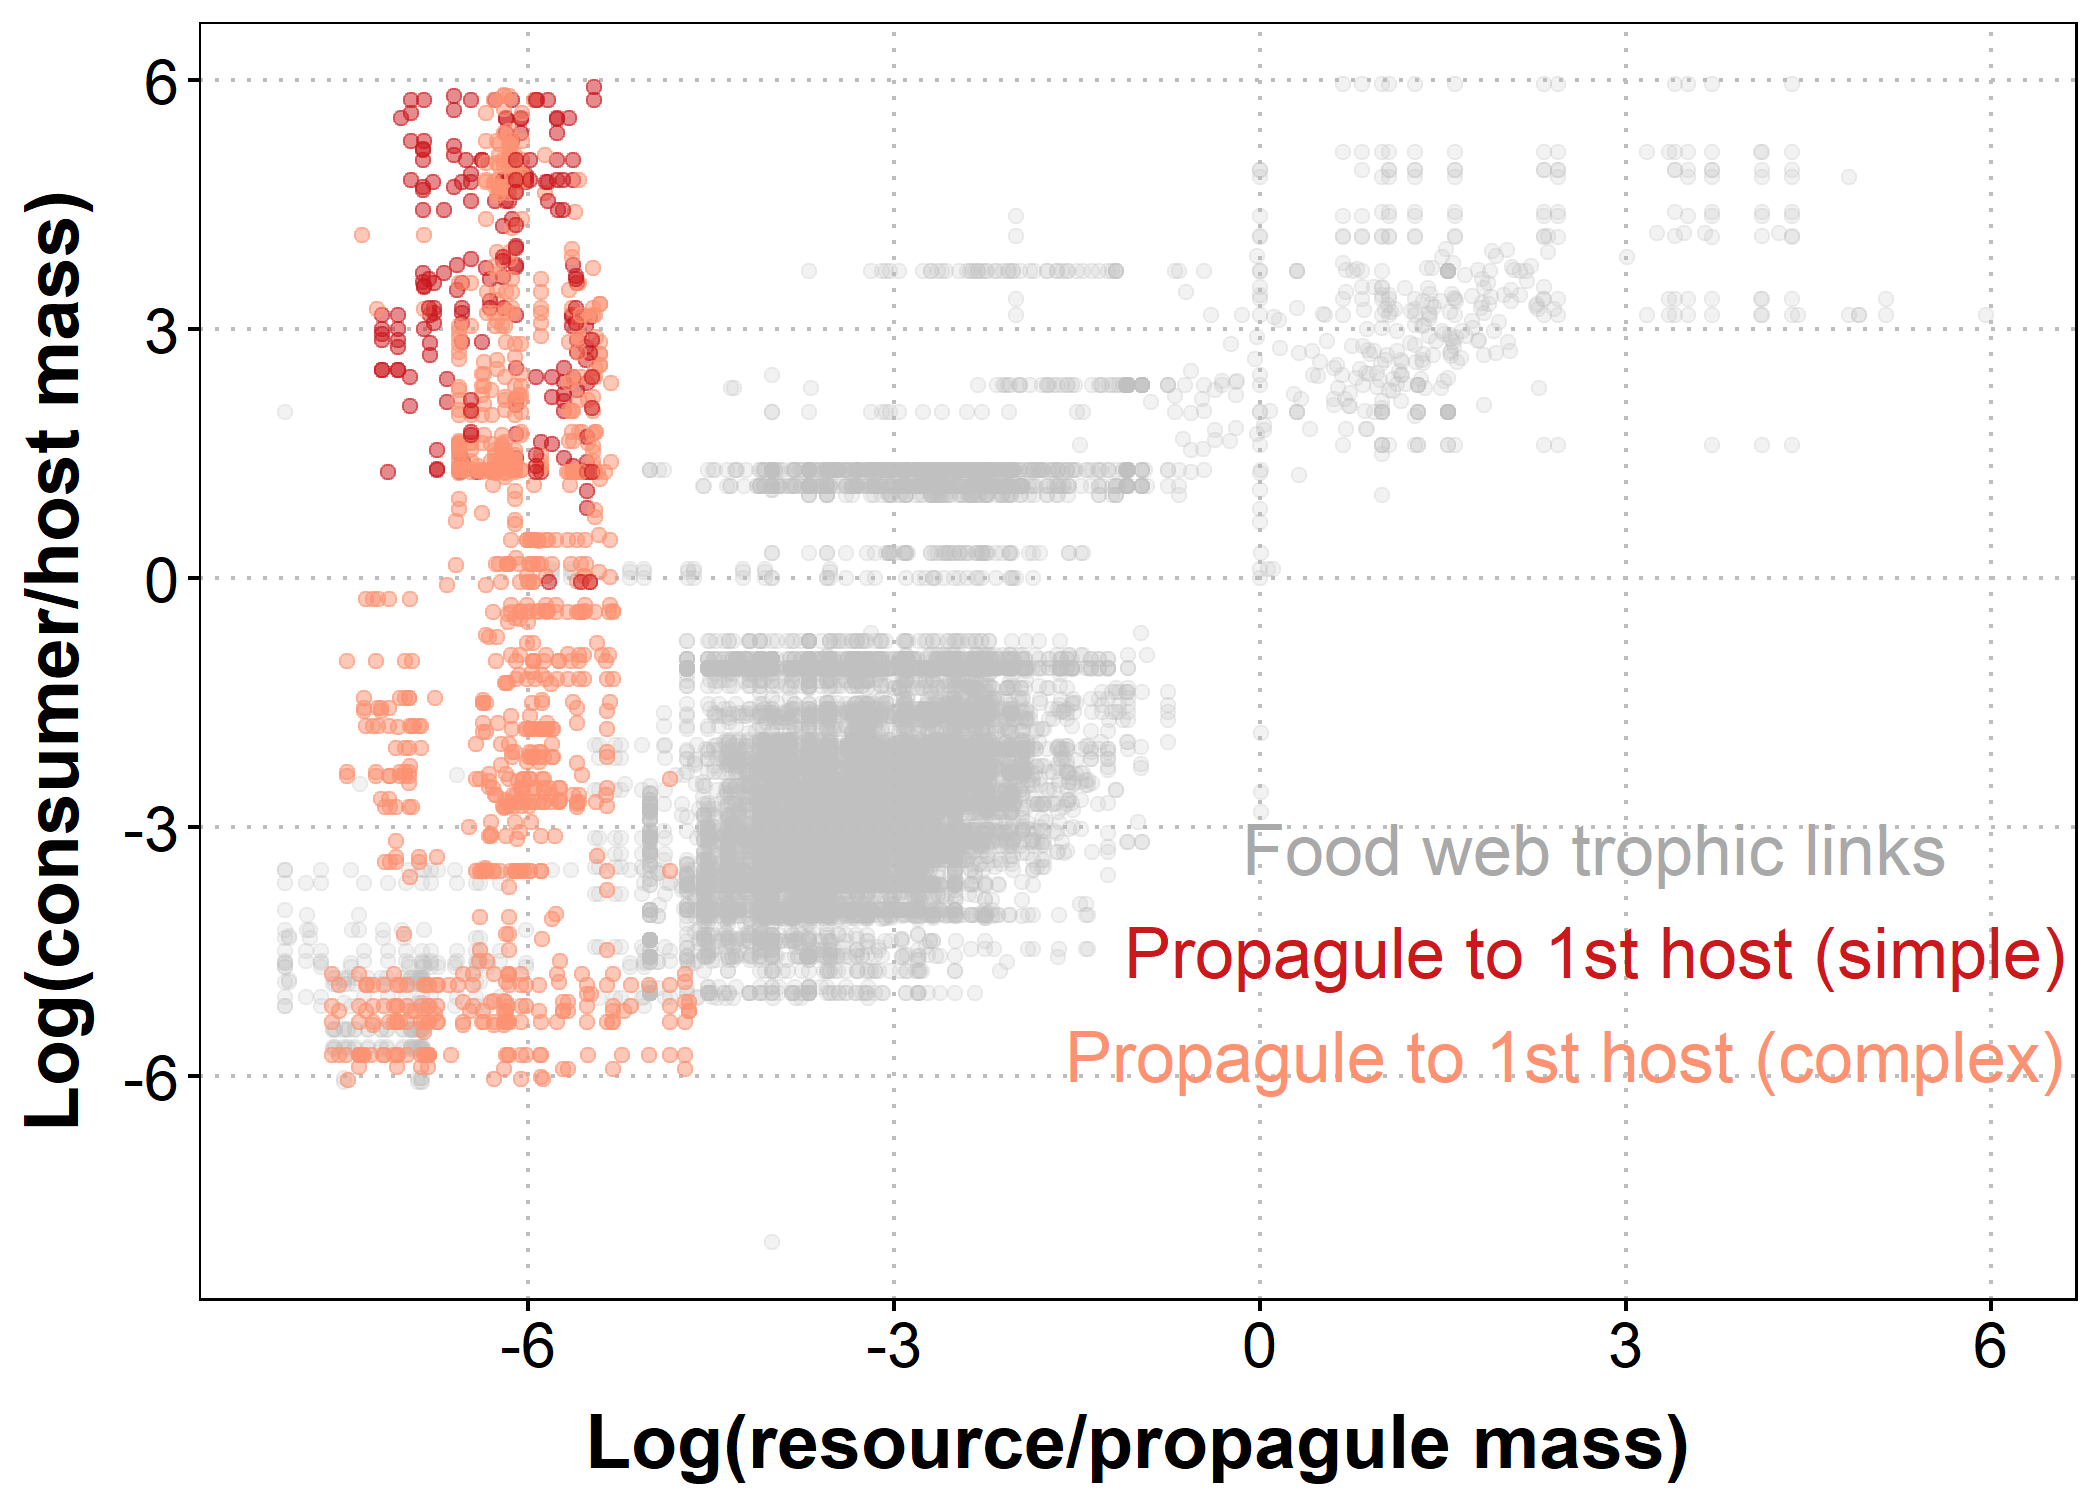 Log(consumer/host mass)
6
3
0
-3
-6
Food web trophic links
Propagule to 1st host (simple)
Propagule to 1st host (complex)
-6 -3 0 3 6
Log(resource/propagule mass)